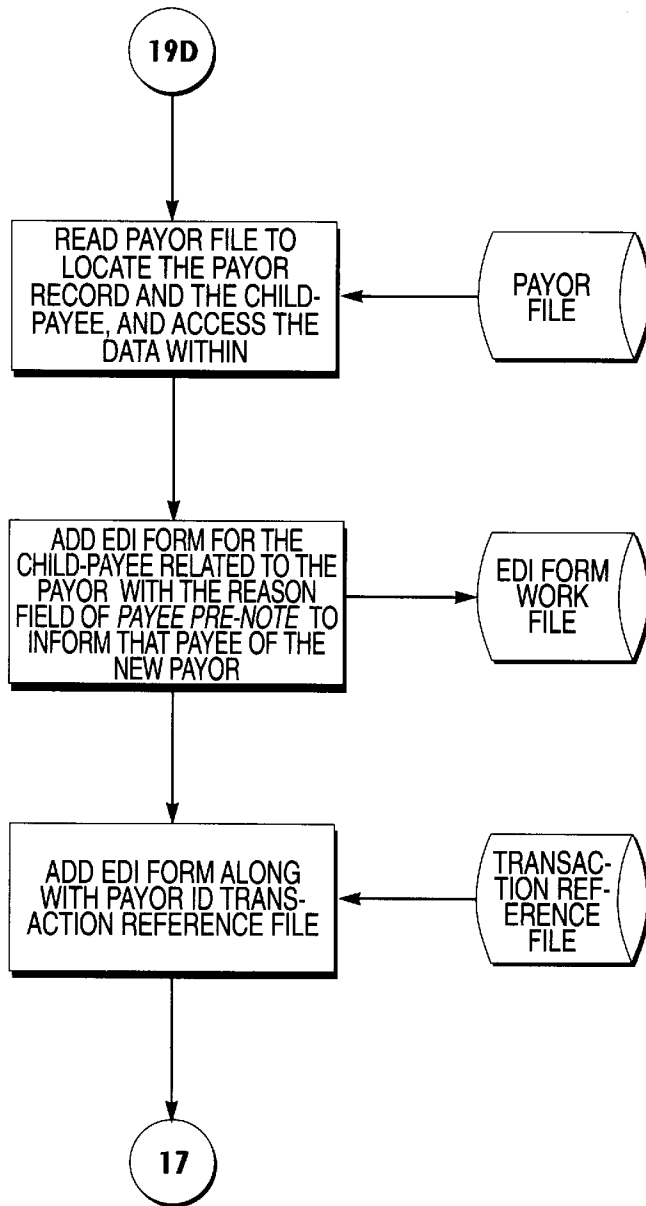 19D
READ PAYOR FILE TO
LOCATE THE PAYOR
RECORD AND THE CHILD-
PAYEE, AND ACCESS THE
DATA WITHIN
PAYOR
FILE
ADD EDI FORM FOR THE
CHILD-PAYEE RELATED TO THE
PAYOR WITH THE REASON
FIELD OF PAYEE PRE-NOTE TO
INFORM THAT PAYEE OF THE
NEW PAYOR
EDI FORM
WORK
FILE
ADD EDI FORM ALONG
WITH PAYOR ID TRANS-
ACTION REFERENCE FILE
TRANSAC-
TION REF-
ERENCE
FILE
17